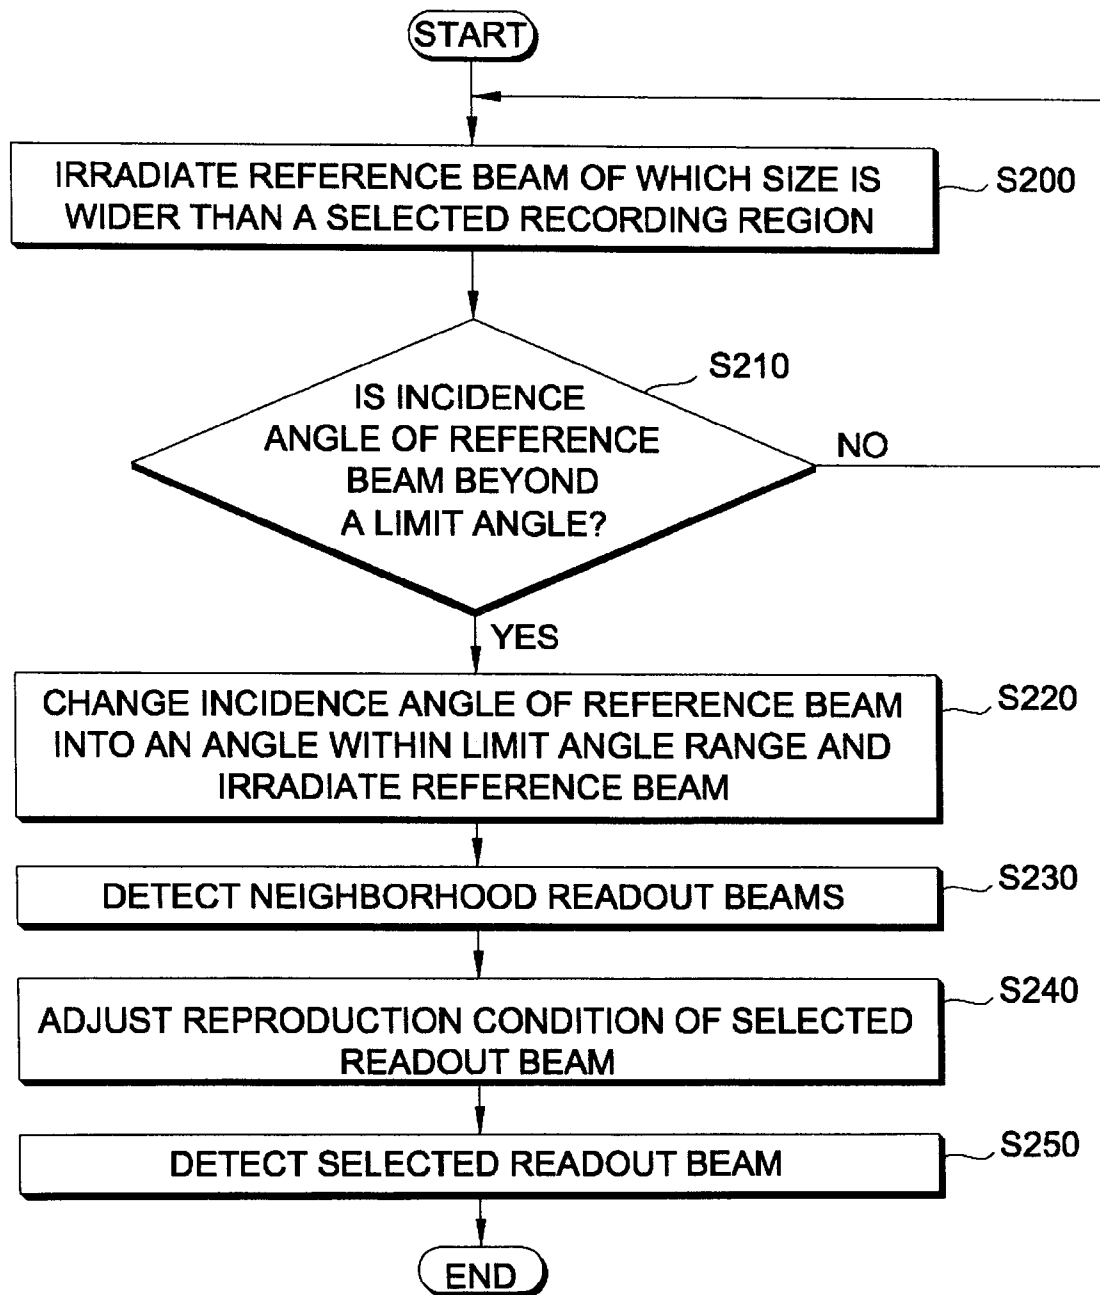 START
IRRADIATE REFERENCE BEAM OF WHICH SIZE IS
WIDER THAN A SELECTED RECORDING REGION
S200
S210
IS INCIDENCE
ANGLE OF REFERENCE
BEAM BEYOND
A LIMIT ANGLE?
NO
YES
CHANGE INCIDENCE ANGLE OF REFERENCE BEAM
INTO AN ANGLE WITHIN LIMIT ANGLE RANGE AND
IRRADIATE REFERENCE BEAM
S220
DETECT NEIGHBORHOOD READOUT BEAMS
S230
ADJUST REPRODUCTION CONDITION OF SELECTED
READOUT BEAM
S240
DETECT SELECTED READOUT BEAM
S250
END